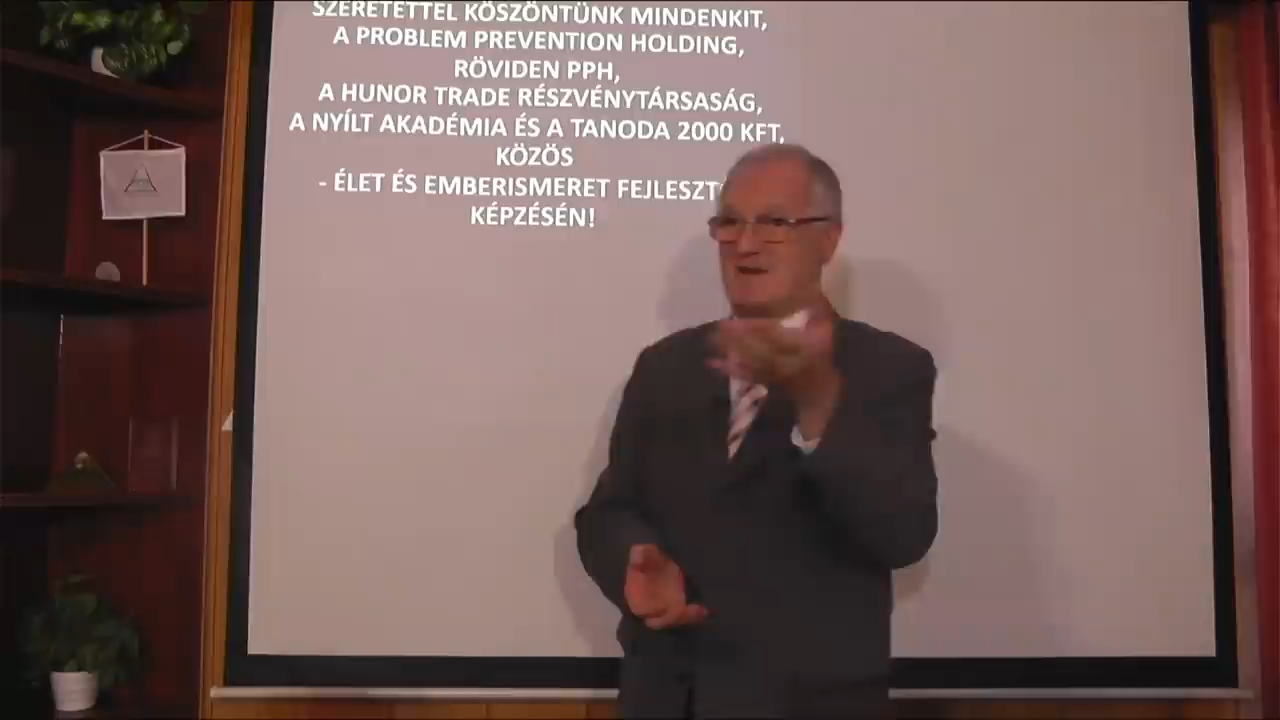 SZERETETTEL KÖSZÖNTÜNK MINDENKIT,
A PROBLEM PREVENTION HOLDING,
RÖVIDEN PPH,
A HUNOR TRADE RÉSZVÉNYTÁRSASÁG,
A NYÍLT AKADÉMIA ÉS A TANODA 2000 KFT,
KÖZÖS
- ÉLET ÉS EMBERISMERET
KÉPZÉSÉN!